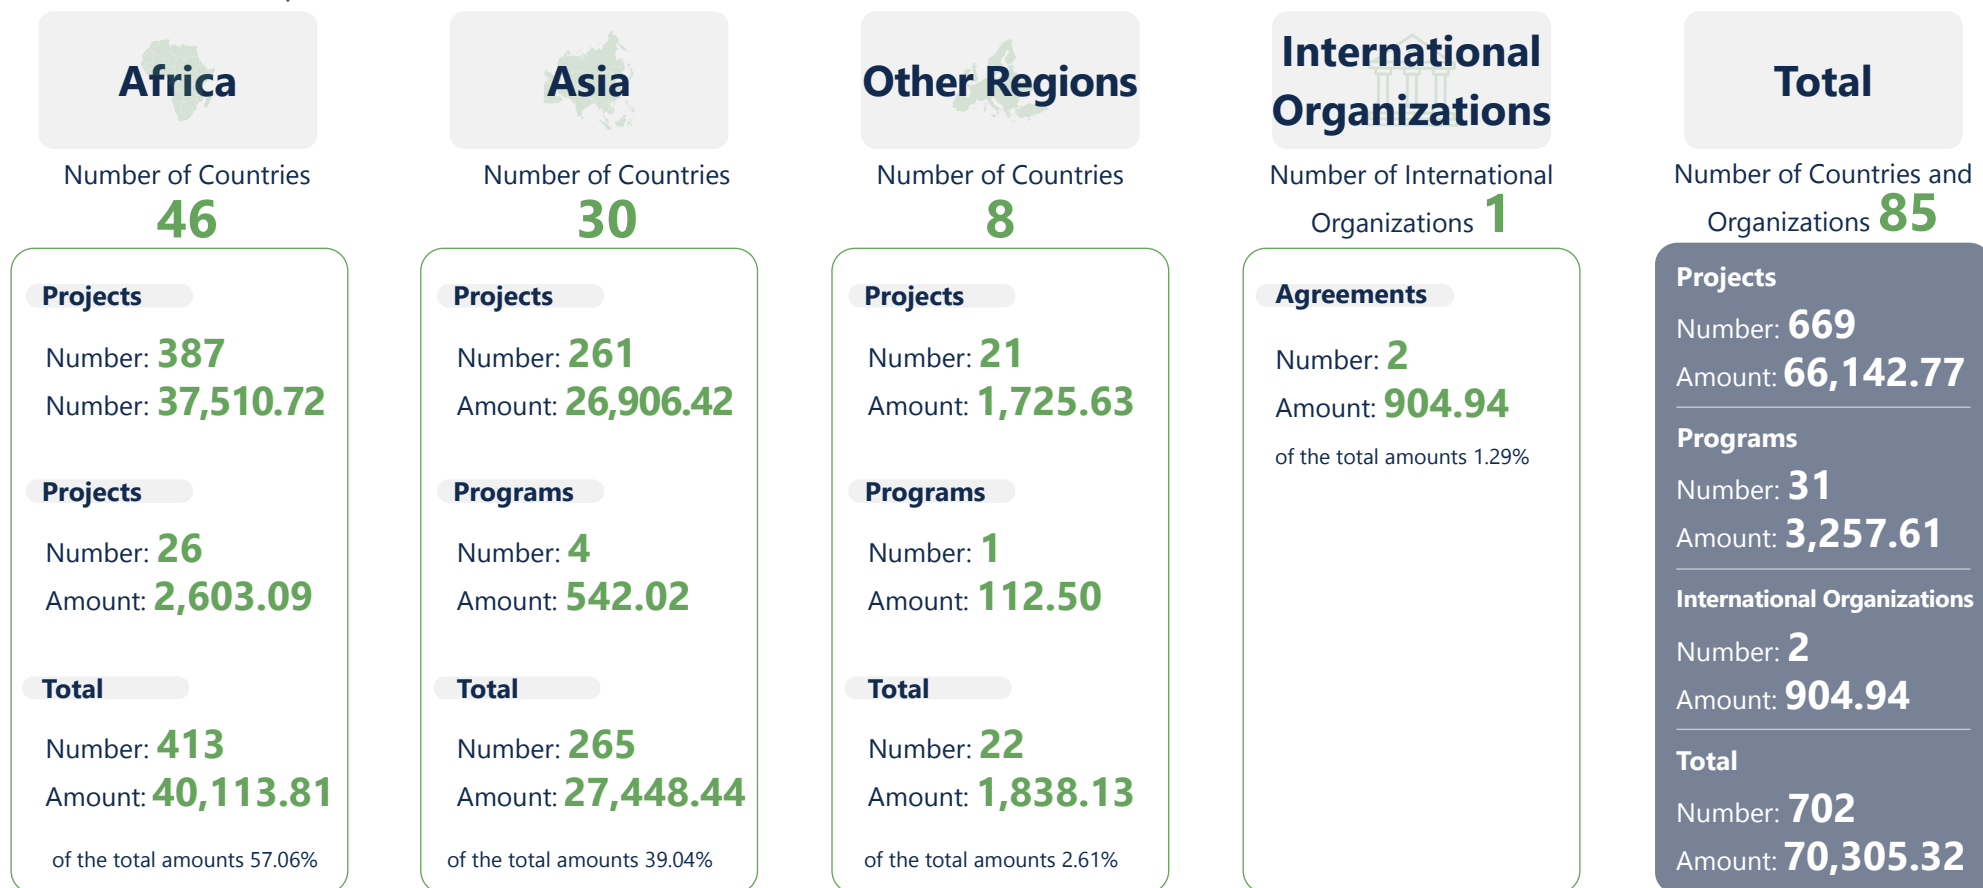 Africa
Number of Countries
46
Projects
Number: 387
Number: 37,510.72
Projects
Number: 26
Amount: 2,603.09
Total
Number: 413
Amount: 40,113.81
of the total amounts 57.06%
Asia
Number of Countries
30
Projects
Number: 261
Amount: 26,906.42
Programs
Number: 4
Amount: 542.02
Total
Number: 265
Amount: 27,448.44
of the total amounts 39.04%
Other Regions
Number of Countries
8
Projects
Number: 21
Amount: 1,725.63
Programs
Number: 1
Amount: 112.50
Total
Number: 22
Amount: 1,838.13
of the total amounts 2.61%
International
Organizations
Number of International
Organizations 1
Agreements
Number: 2
Amount: 904.94
of the total amounts 1.29%
Total
Number of Countries and
Organizations 85
Projects
Number: 669
Amount: 66,142.77
Programs
Number: 31
Amount: 3,257.61
International Organizations
Number: 2
Amount: 904.94
Total
Number: 702
Amount: 70,305.32